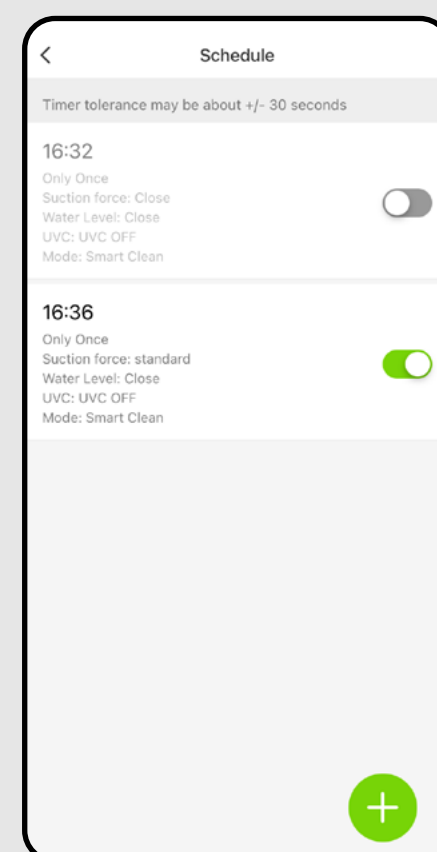 Schedule
Timer tolerance may be about +/- 30 seconds
16:32
Only Once
Suction force: Close
Water Level: Close
UVC: UVC OFF
Mode: Smart Clean
16:36
Only Once
Suction force: standard
Water Level: Close
UVC: UVC OFF
Mode: Smart Clean